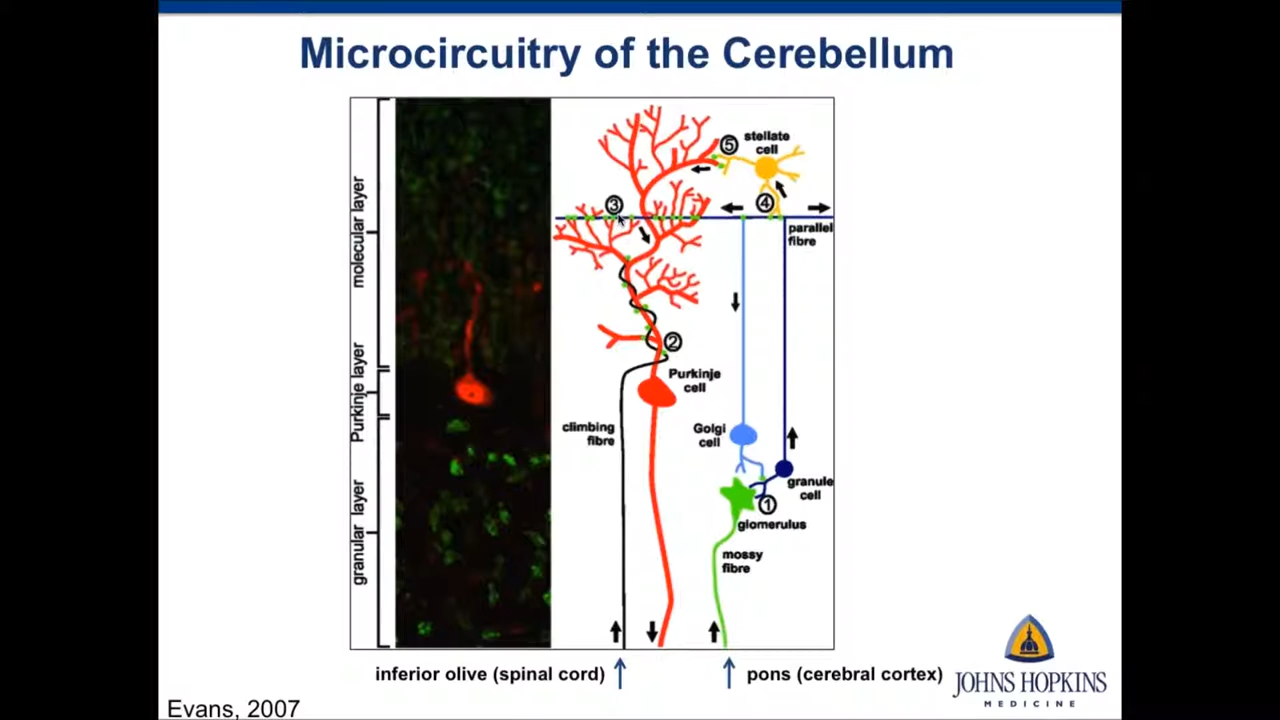 Microcircuitry of the Cerebellum
molecular layer
Purkinje layer
granular layer
5
stellate
cell
3
4
parallel
fibre
2
Purkinje
cell
climbing
fibre
Golgi
cell
granule
cell
1
glomerulus
mossy
fibre
inferior olive (spinal cord)
pons (cerebral cortex)
JOHNS HOPKINS
MEDICINE
Evans, 2007